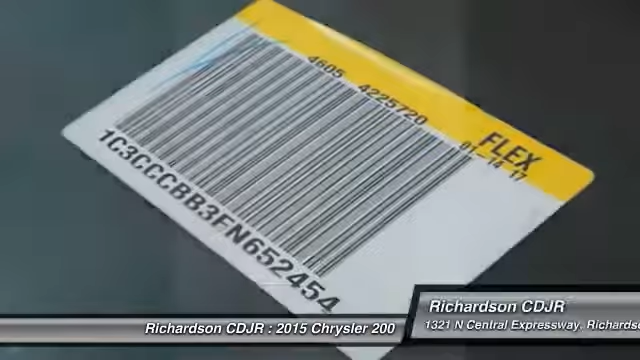 4605 4225720
FLEX
01-14-17
1C3CCCBB3FN652454
Richardson CDJR
Richardson CDJR : 2015 Chrysler 200
1321 N Central Expressway, Richardso